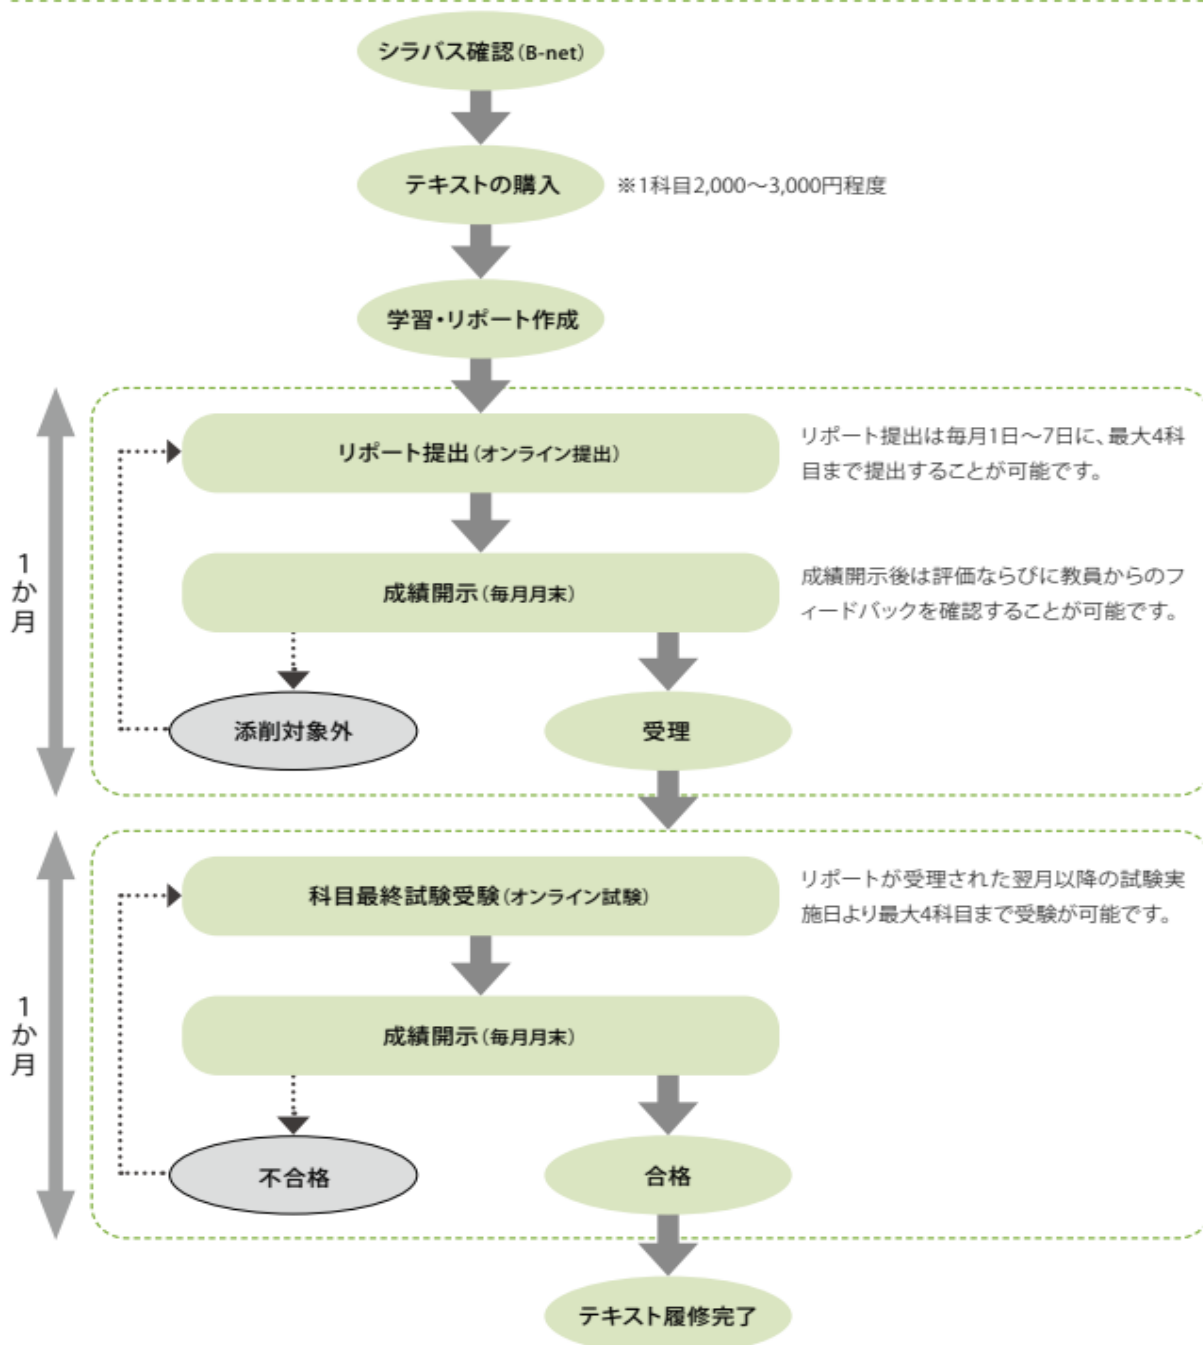 シラバス確認(B-net)
テキストの購入
※1科目2,000～3,000円程度
学習・リポート作成
1か月
リポート提出(オンライン提出)
リポート提出は毎月1日～7日に、最大4科
目まで提出することが可能です。
成績開示(毎月月末)
成績開示後は評価ならびに教員からのフ
ィードバックを確認することが可能です。
添削対象外
受理
1か月
科目最終試験受験(オンライン試験)
リポートが受理された翌月以降の試験実
施日より最大4科目まで受験が可能です。
成績開示(毎月月末)
不合格
合格
テキスト履修完了